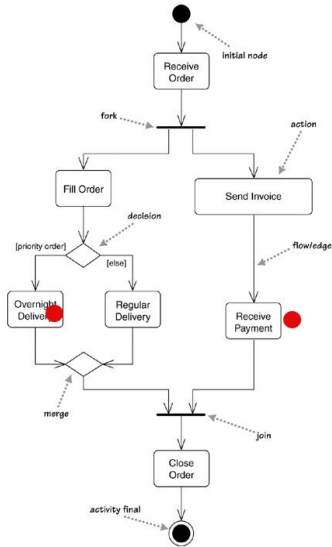 initial node
Receive
Order
fork
action
Fill Order
Send Invoice
decision
[priority order]
[else]
flow/edge
Overnight
Regular
Delivery
Receive
Payment
merge
join
Close
Order
activity final